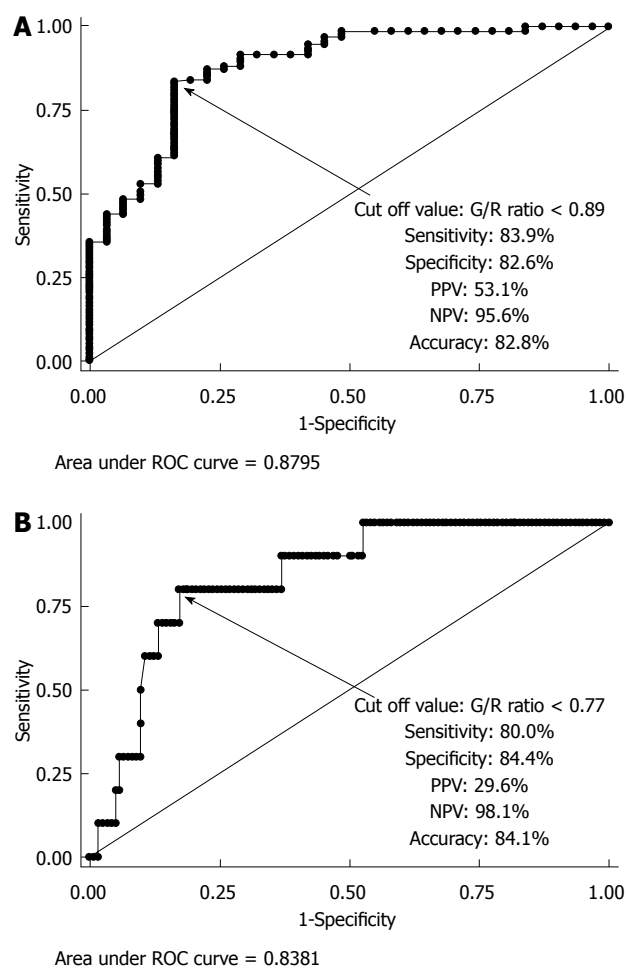 A
1.00
0.75
0.50
0.25
0.00
Sensitivity
Cut off value: G/R ratio < 0.89
Sensitivity: 83.9%
Specificity: 82.6%
PPV: 53.1%
NPV: 95.6%
Accuracy: 82.8%
0.00 0.25 0.50 0.75 1.00
1-Specificity
Area under ROC curve = 0.8795
B
1.00
0.75
0.50
0.25
0.00
Sensitivity
Cut off value: G/R ratio < 0.77
Sensitivity: 80.0%
Specificity: 84.4%
PPV: 29.6%
NPV: 98.1%
Accuracy: 84.1%
0.00 0.25 0.50 0.75 1.00
1-Specificity
Area under ROC curve = 0.8381